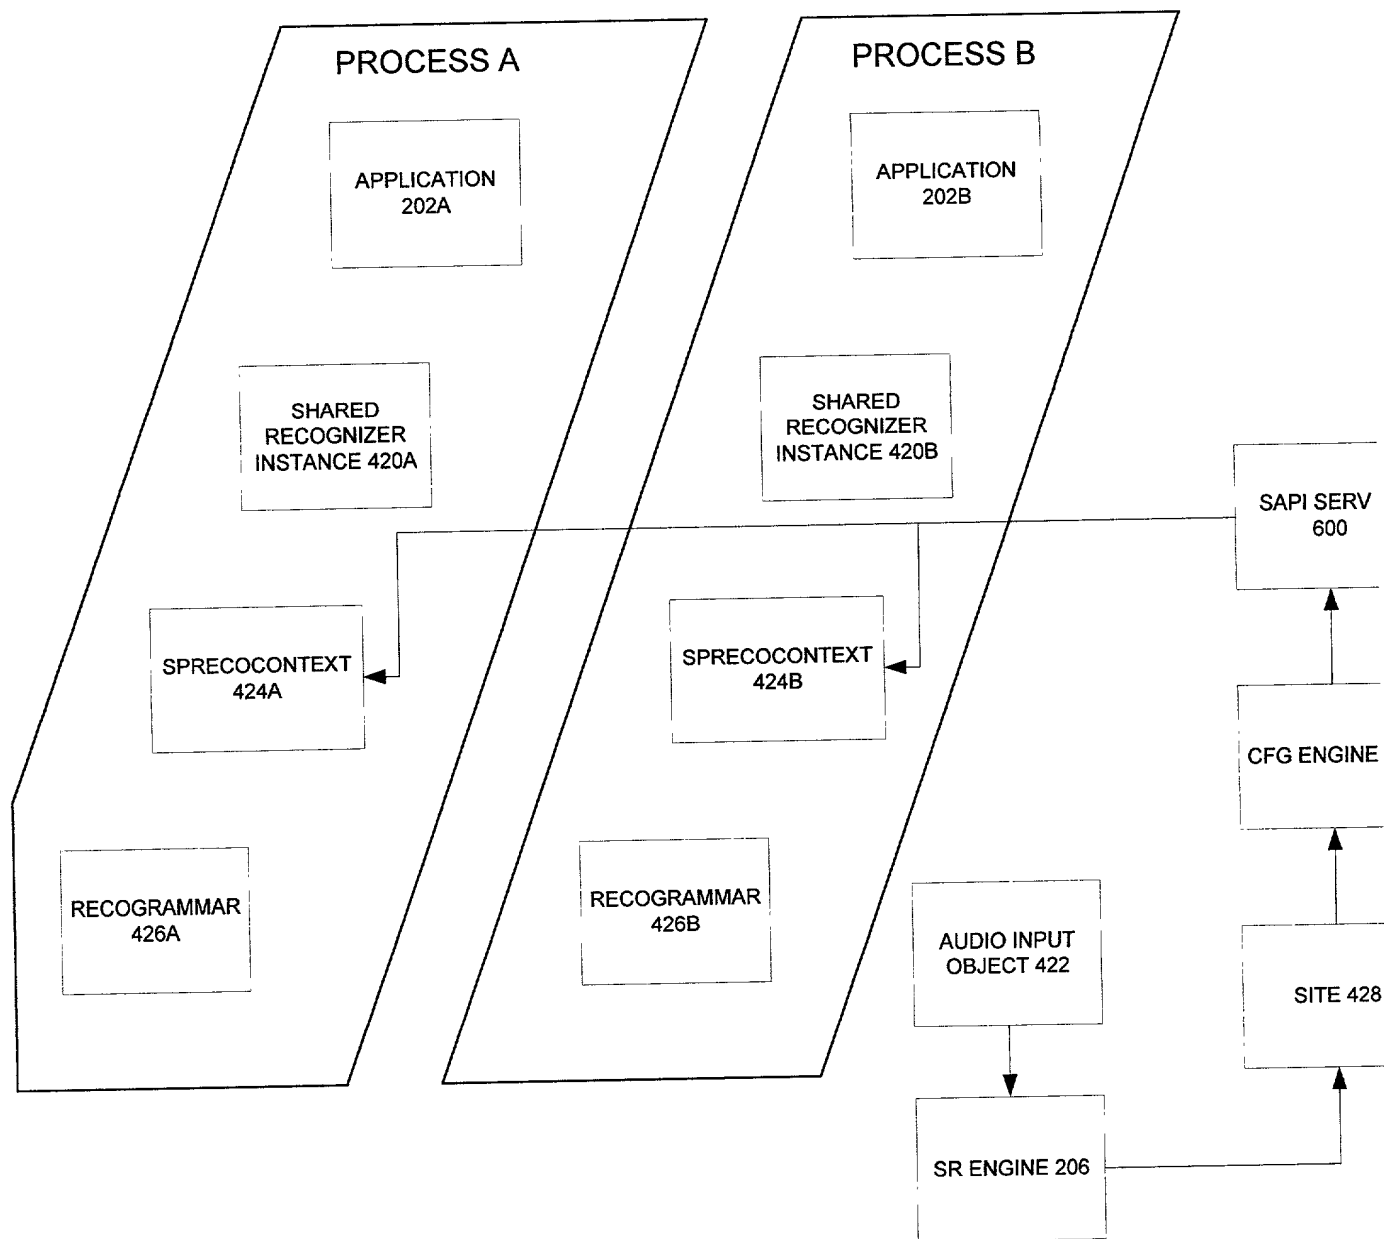 PROCESS A
PROCESS B
APPLICATION
202A
APPLICATION
202B
SHARED
RECOGNIZER
INSTANCE 420A
SHARED
RECOGNIZER
INSTANCE 420B
SAPI SERV
600
SPRECOCONTEXT
424A
SPRECOCONTEXT
424B
CFG ENGINE
RECOGRAMMAR
426A
RECOGRAMMAR
426B
AUDIO INPUT
OBJECT 422
SITE 428
SR ENGINE 206